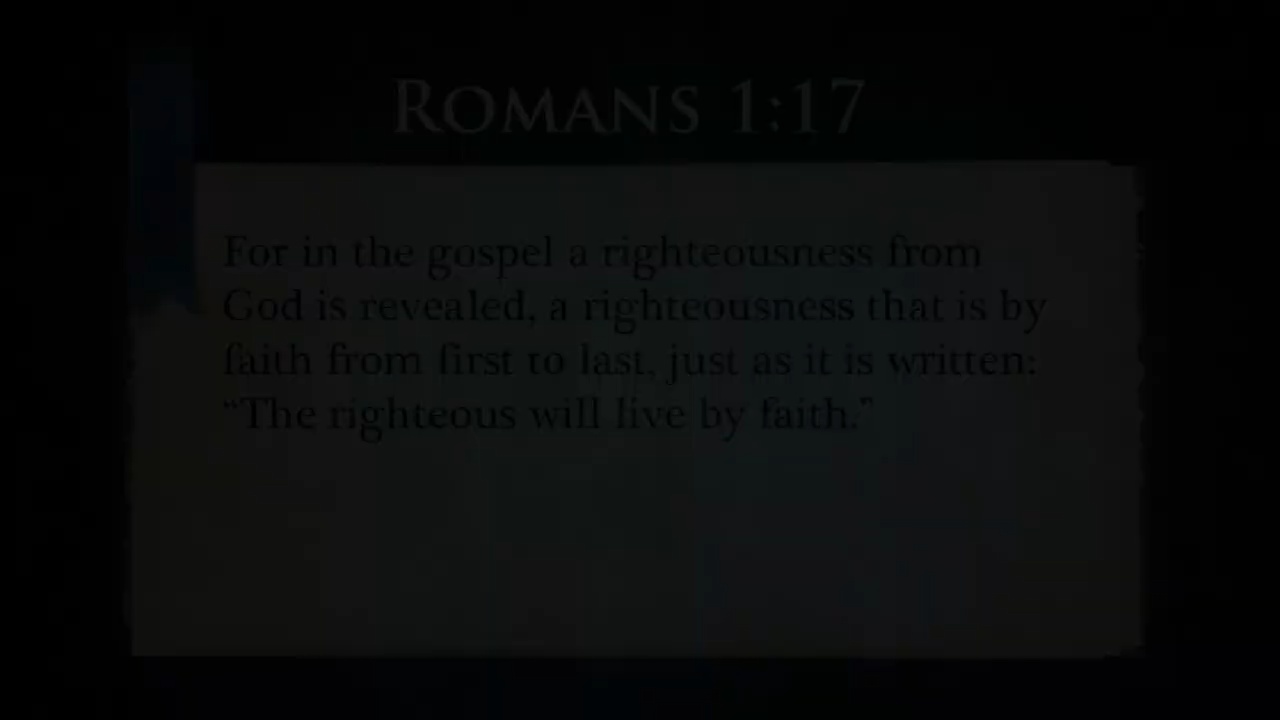 ROMANS 1:17
For in the gospel a righteousness from
God is revealed, a righteousness that is by
faith from first to last, just as it is written:
“The righteous will live by faith.”